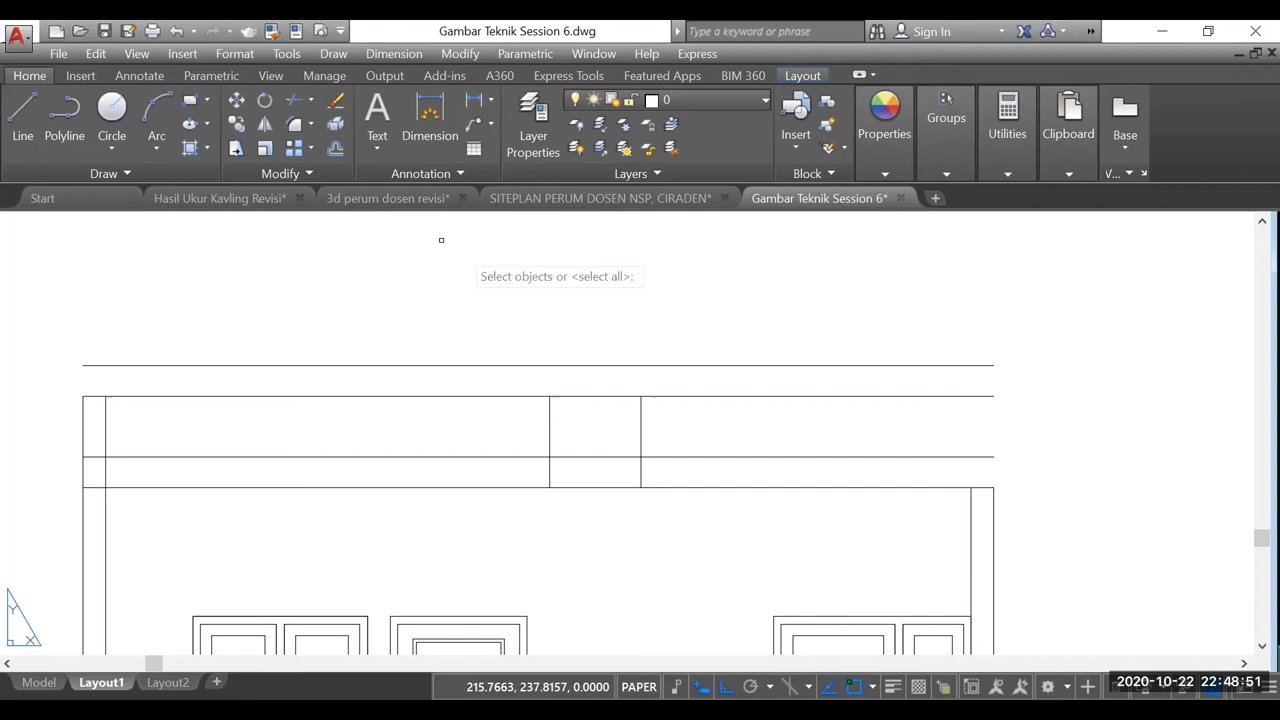 Gambar Teknik Session 6.dwg
Type a keyword or phrase
Sign In
File Edit View Insert Format Tools Draw Dimension Modify Parametric Window Help Express
Home Insert Annotate Parametric View Manage Output Add-ins A360 Express Tools Featured Apps BIM 360 Layout
0
Line Polyline Circle Arc Text Dimension Layer Properties Insert Properties Groups Utilities Clipboard Base
Draw Modify Annotation Layers Block V...
Start Hasil Ukur Kavling Revisi* 3d perum dosen revisi* SITEPLAN PERUM DOSEN NSP, CIRADEN* Gambar Teknik Session 6*
Select objects or <select all>:
Y
X
Model Layout1 Layout2
215.7663, 237.8157, 0.0000 PAPER
2020-10-22 22:48:51